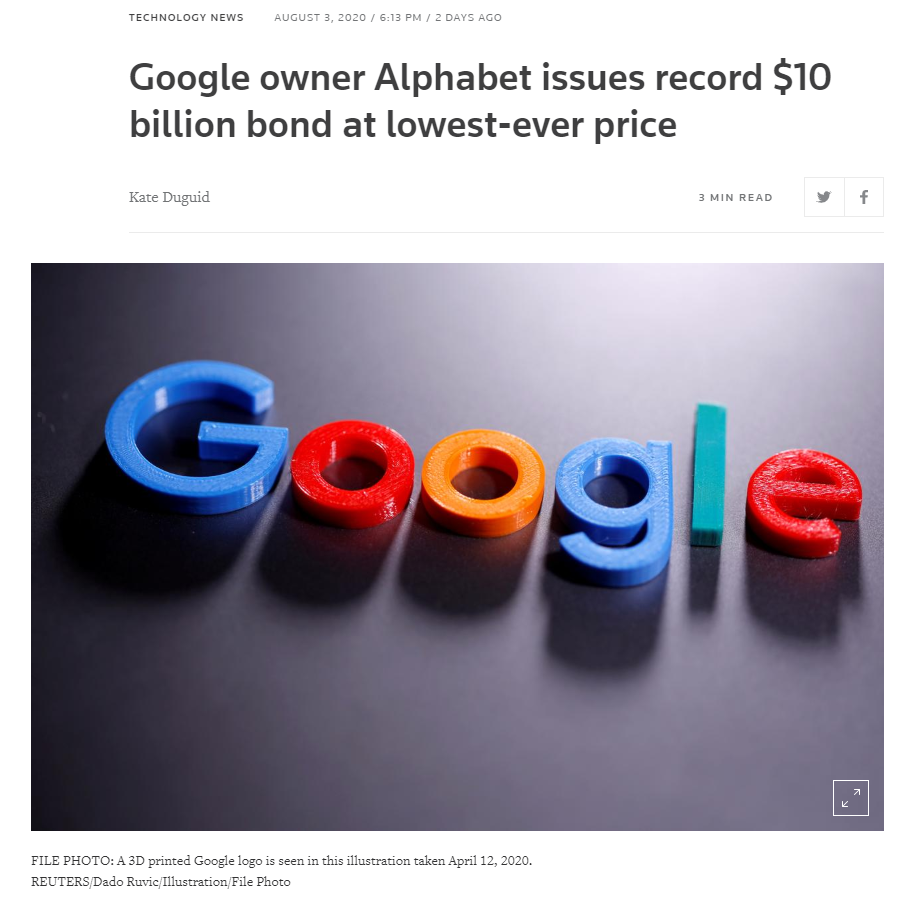 TECHNOLOGY NEWS AUGUST 3, 2020 / 6:13 PM / 2 DAYS AGO
Google owner Alphabet issues record $10
billion bond at lowest-ever price
Kate Duguid
3 MIN READ
Google
FILE PHOTO: A 3D printed Google logo is seen in this illustration taken April 12, 2020.
REUTERS/Dado Ruvic/Illustration/File Photo